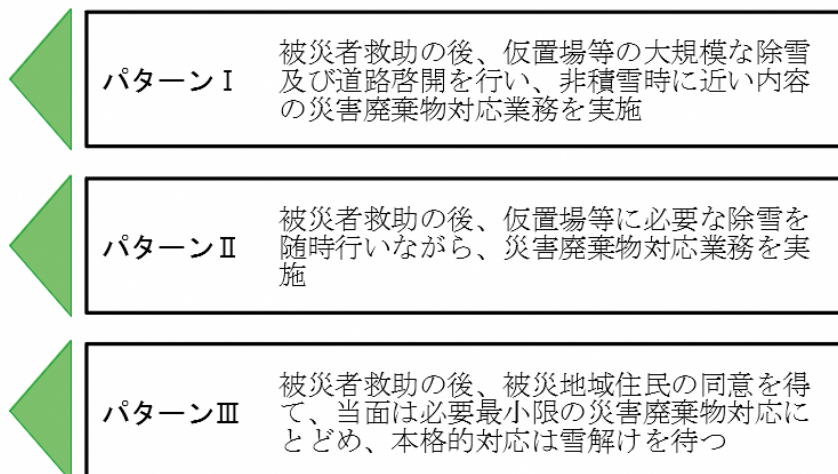 パターンⅠ
被災者救助の後、仮置場等の大規模な除雪
及び道路啓開を行い、非積雪時に近い内容
の災害廃棄物対応業務を実施
パターンⅡ
被災者救助の後、仮置場等に必要な除雪を
随時行いながら、災害廃棄物対応業務を実
施
パターンⅢ
被災者救助の後、被災地域住民の同意を得
て、当面は必要最小限の災害廃棄物対応に
とどめ、本格的対応は雪解けを待つ